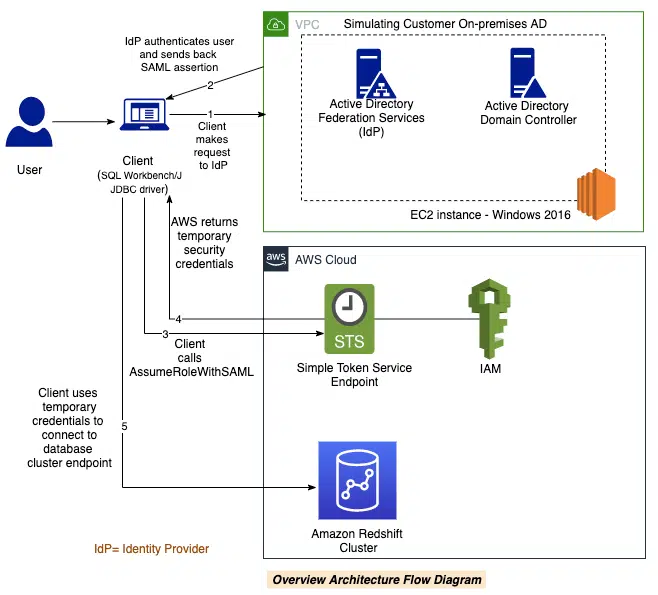 VPC
Simulating Customer On-premises AD
IdP authenticates user
and sends back
SAML assertion
2
1
Client
makes
request
to IdP
Active Directory
Federation Services
(IdP)
Active Directory
Domain Controller
EC2 instance - Windows 2016
User
Client
(SQL Workbench/J
JDBC driver)
AWS returns
temporary
security
credentials
aws
AWS Cloud
4
3
Client
calls
AssumeRoleWithSAML
STS
Simple Token Service
Endpoint
IAM
Client uses
temporary
credentials to
connect to
database
cluster endpoint
5
Amazon Redshift
Cluster
IdP= Identity Provider
Overview Architecture Flow Diagram